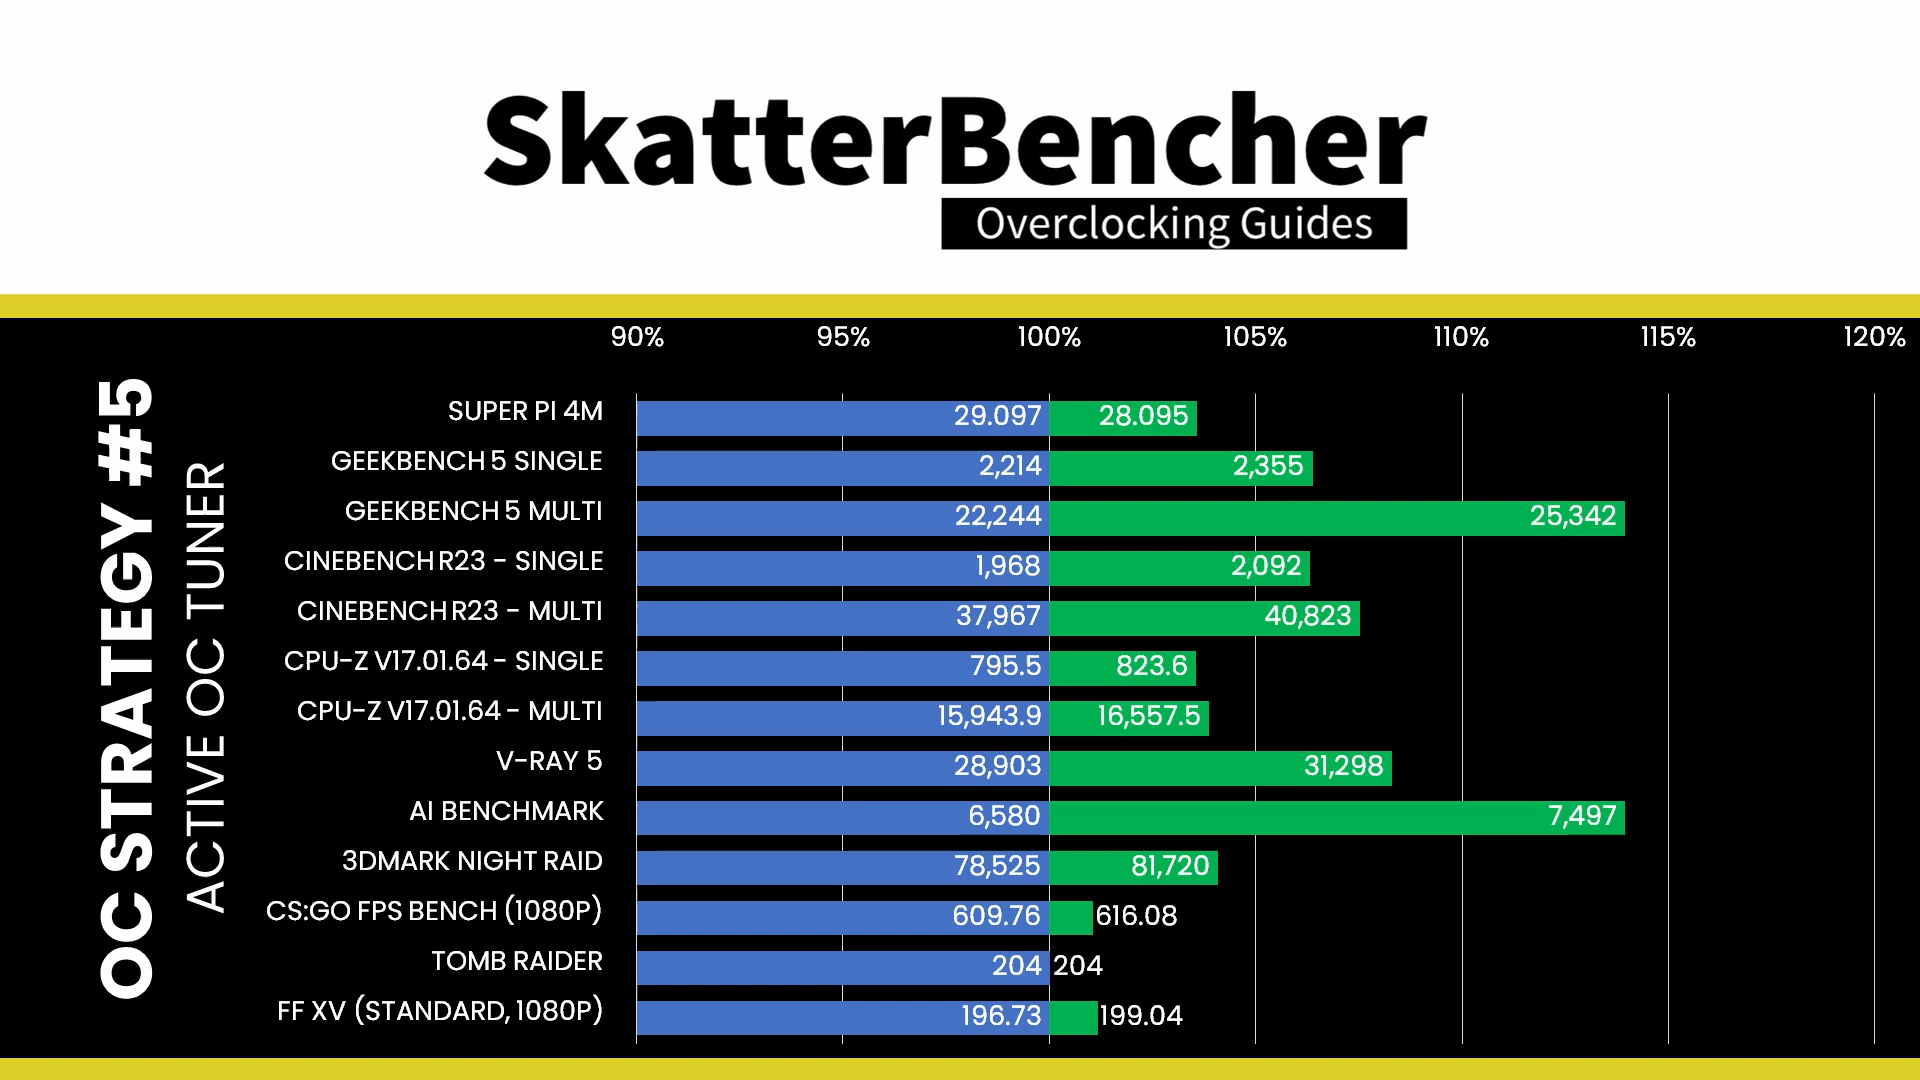 SkatterBencher
Overclocking Guides
90% 95% 100% 105% 110% 115% 120%
OC STRATEGY #5
ACTIVE OC TUNER
SUPER PI 4M 29.097 28.095
GEEKBENCH 5 SINGLE 2,214 2,355
GEEKBENCH 5 MULTI 22,244 25,342
CINEBENCH R23 - SINGLE 1,968 2,092
CINEBENCH R23 - MULTI 37,967 40,823
CPU-Z V17.01.64 - SINGLE 795.5 823.6
CPU-Z V17.01.64 - MULTI 15,943.9 16,557.5
V-RAY 5 28,903 31,298
AI BENCHMARK 6,580 7,497
3DMARK NIGHT RAID 78,525 81,720
CS:GO FPS BENCH (1080P) 609.76 616.08
TOMB RAIDER 204 204
FF XV (STANDARD, 1080P) 196.73 199.04